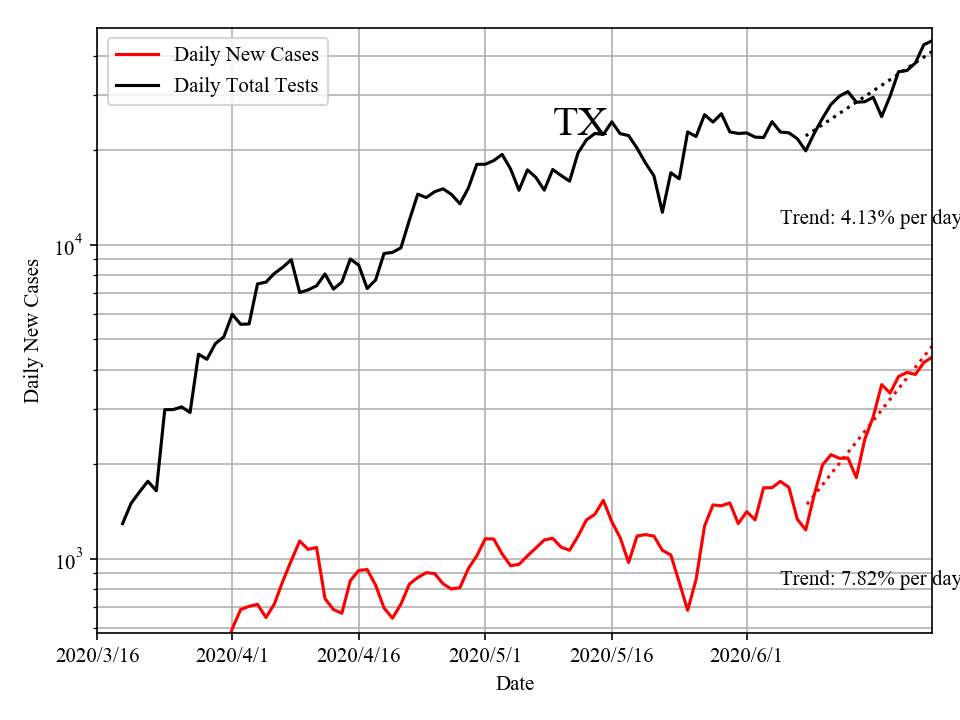 Daily New Cases
Daily Total Tests
TX
Trend: 4.13% per day
Trend: 7.82% per day
10^4
10^3
Daily New Cases
2020/3/16
2020/4/1
2020/4/16
2020/5/1
2020/5/16
2020/6/1
Date